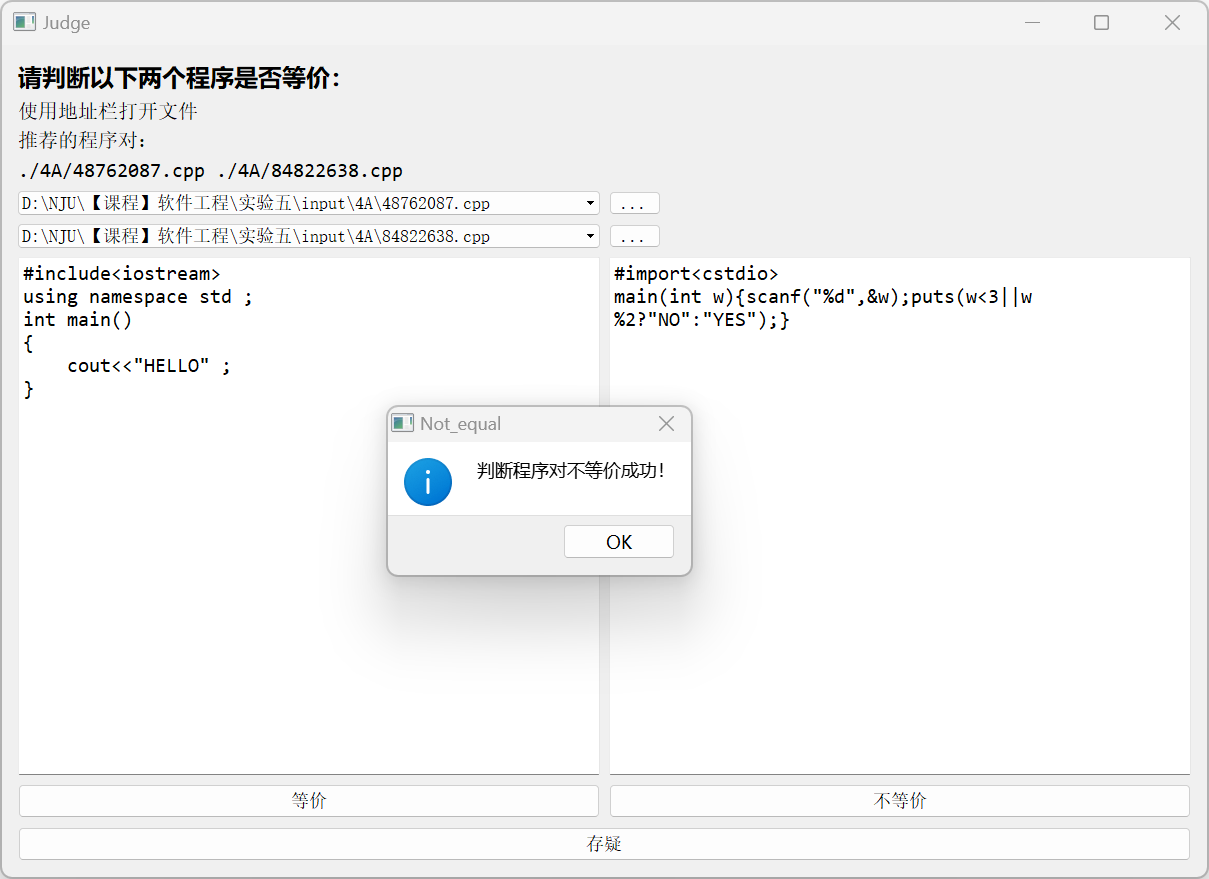 Judge
请判断以下两个程序是否等价：
使用地址栏打开文件
推荐的程序对：
./4A/48762087.cpp ./4A/84822638.cpp
D:\NJU\【课程】软件工程\实验五\input\4A\48762087.cpp
...
D:\NJU\【课程】软件工程\实验五\input\4A\84822638.cpp
...
#include<iostream>
using namespace std ;
int main()
{
    cout<<"HELLO" ;
}
#import<cstdio>
main(int w){scanf("%d",&w);puts(w<3||w
%2?"NO":"YES");}
Not_equal
判断程序对不等价成功！
OK
等价
不等价
存疑